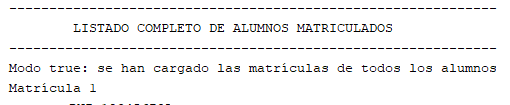 ------------------------------------------------------------
LISTADO COMPLETO DE ALUMNOS MATRICULADOS
------------------------------------------------------------
Modo true: se han cargado las matrículas de todos los alumnos
Matrícula 1